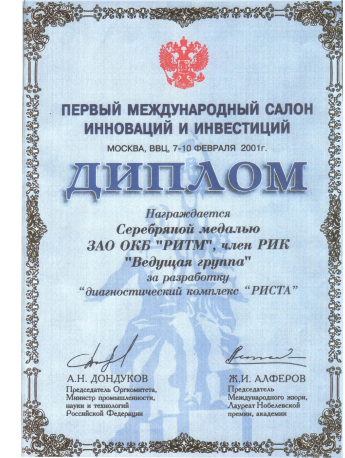 ПЕРВЫЙ МЕЖДУНАРОДНЫЙ САЛОН
ИННОВАЦИЙ И ИНВЕСТИЦИЙ
МОСКВА, ВВЦ, 7-10 ФЕВРАЛЯ 2001г.
ДИПЛОМ
Награждается
Серебряной медалью
ЗАО ОКБ "РИТМ", член РИК
"Ведущая группа"
за разработку
"диагностический комплекс "РИСТА"
А.Н. ДОНДУКОВ
Председатель Оргкомитета,
Министр промышленности,
науки и технологий
Российской Федерации
Ж.И. АЛФЕРОВ
Председатель
Международного жюри,
Лауреат Нобелевской
премии, академик